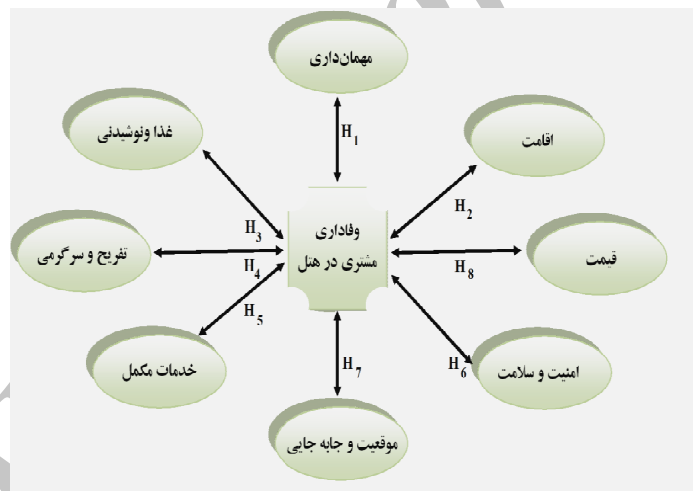 مهمان‌داری
H1
غذا ونوشیدنی
اقامت
H2
H3
وفاداری
مشتری در هتل
تفریح و سرگرمی
H4
قیمت
H8
H5
خدمات مکمل
H6
امنیت و سلامت
H7
موقعیت و جابه جایی